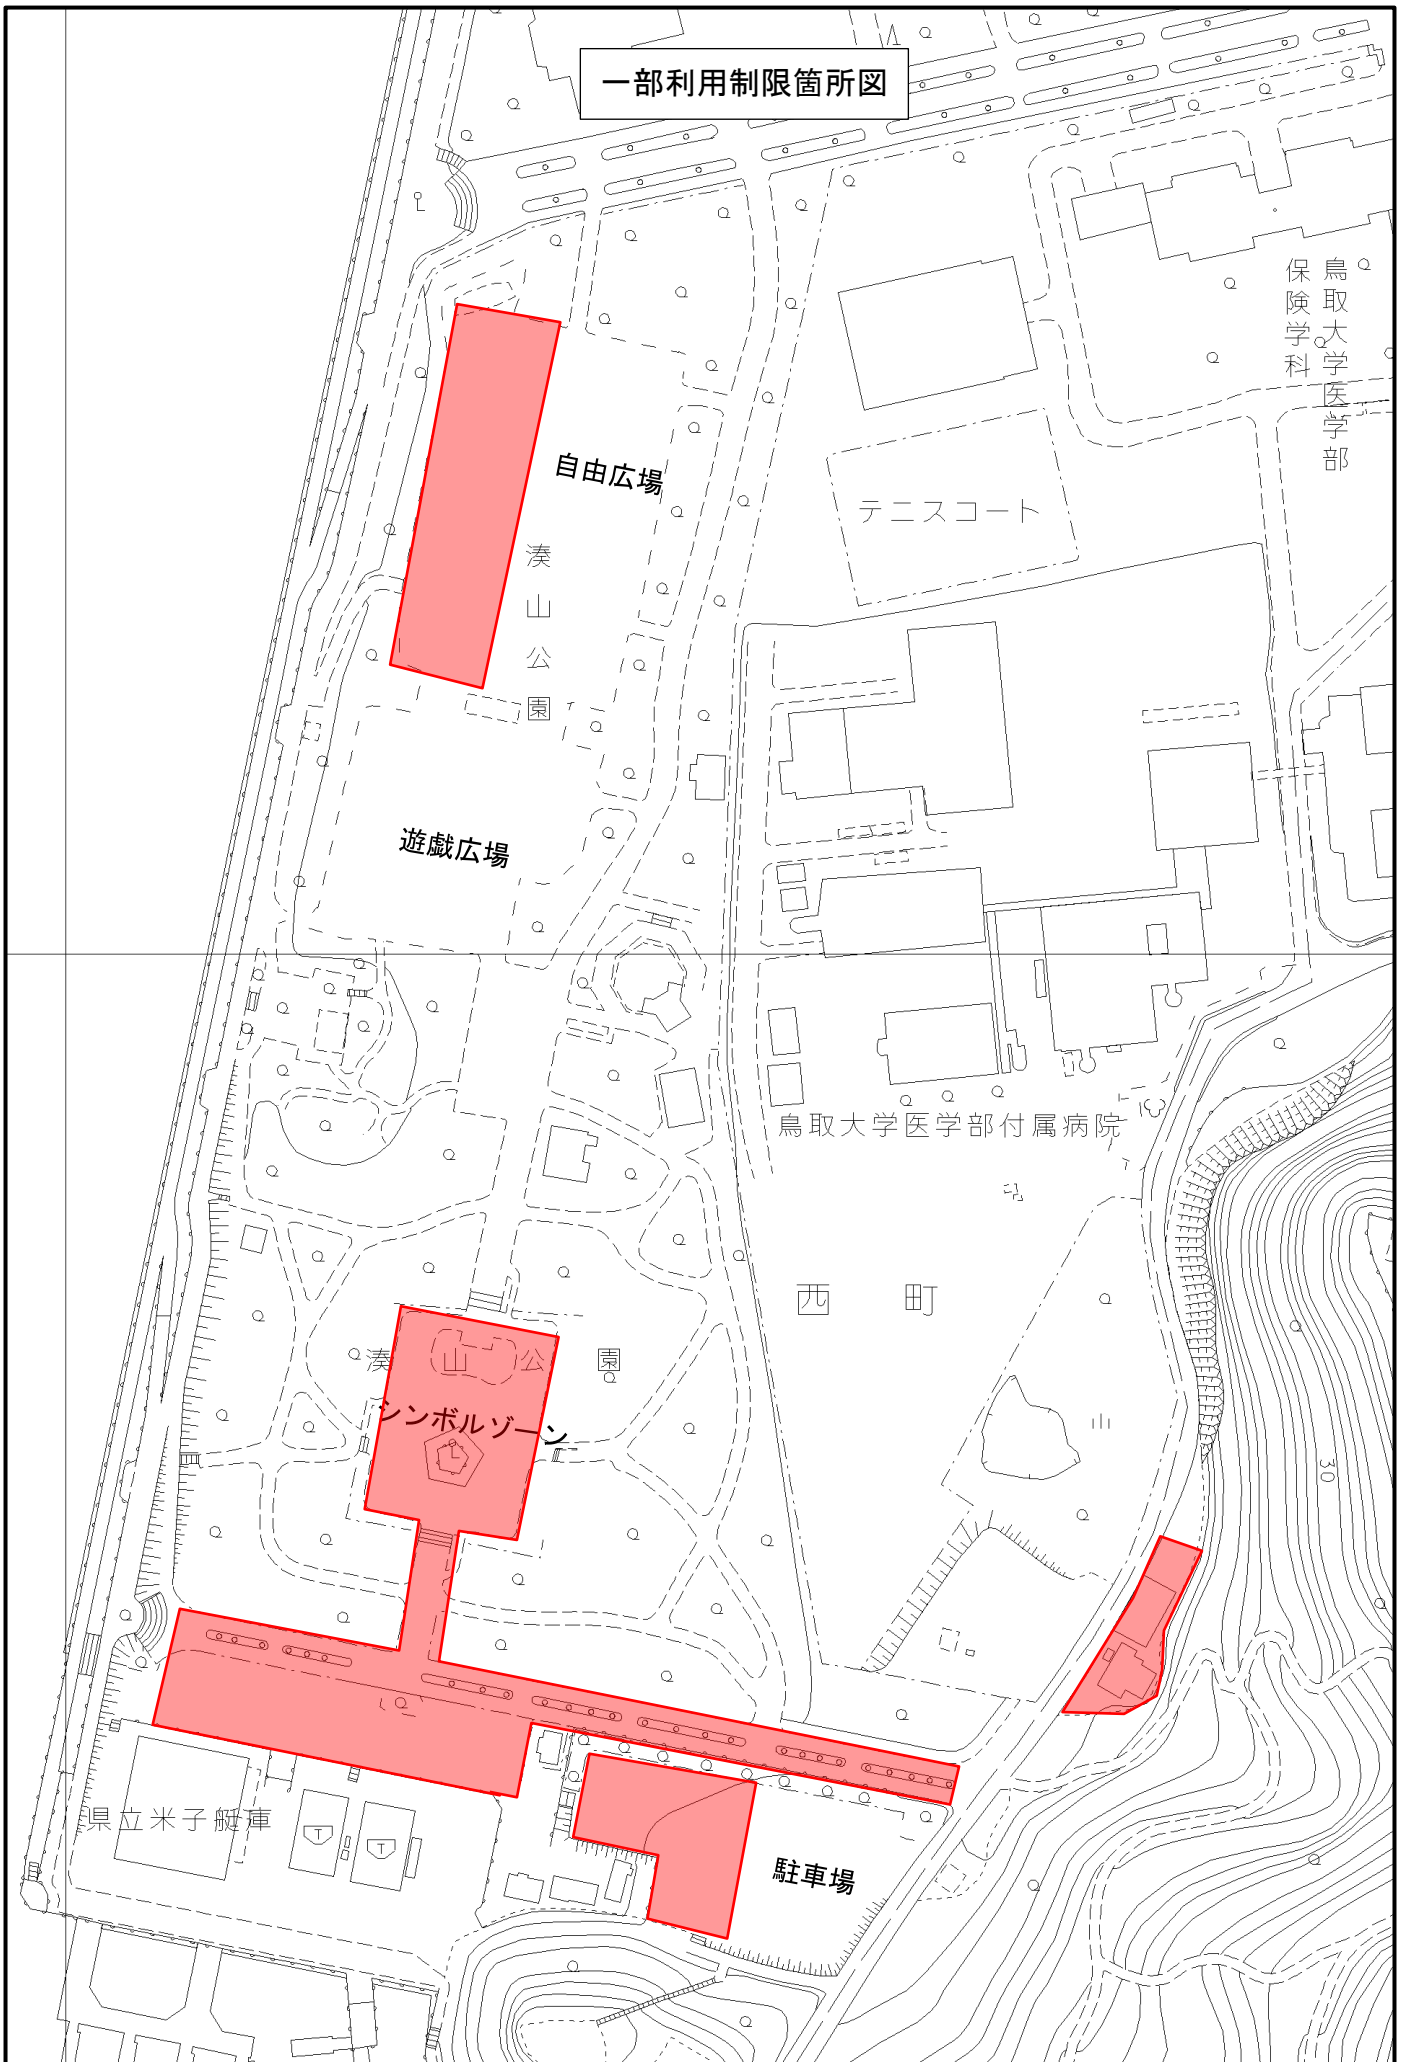 一部利用制限箇所図
鳥取大学医学部
保険学科
自由広場
テニスコート
湊山公園
遊戯広場
鳥取大学医学部付属病院
西町
湊山公園
シンボルゾーン
山
30
県立米子艇庫
T
T
駐車場